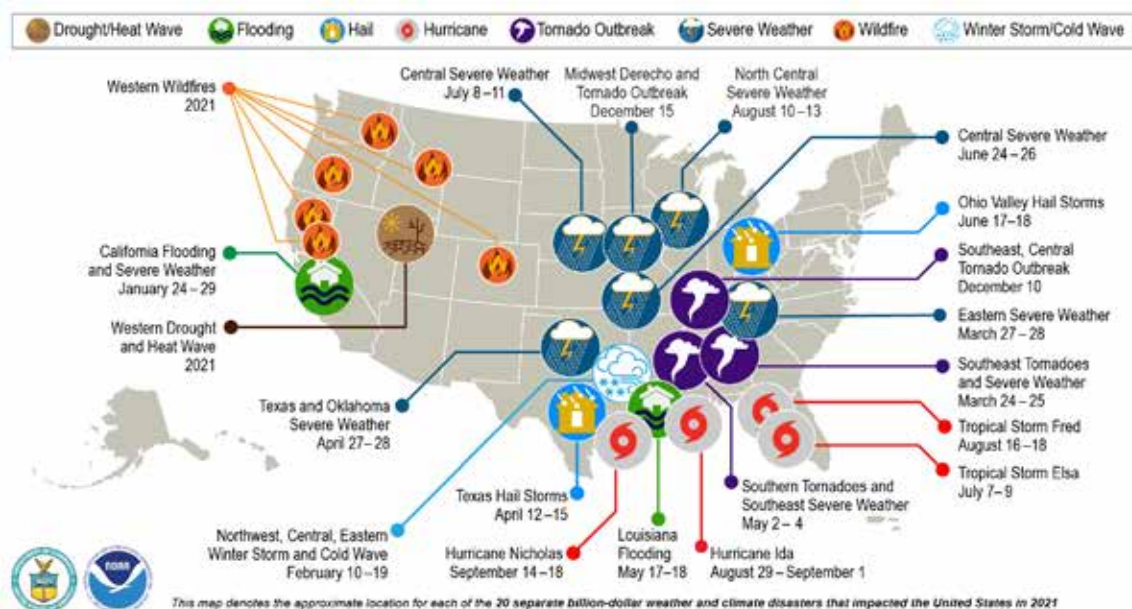 Drought/Heat Wave
Flooding
Hail
Hurricane
Tornado Outbreak
Severe Weather
Wildfire
Winter Storm/Cold Wave
Western Wildfires
2021
Central Severe Weather
July 8–11
Midwest Derecho and
Tornado Outbreak
December 15
North Central
Severe Weather
August 10–13
Central Severe Weather
June 24–26
Ohio Valley Hail Storms
June 17–18
California Flooding
and Severe Weather
January 24–29
Southeast, Central
Tornado Outbreak
December 10
Western Drought
and Heat Wave
2021
Eastern Severe Weather
March 27–28
Southeast Tornadoes
and Severe Weather
March 24–25
Texas and Oklahoma
Severe Weather
April 27–28
Tropical Storm Fred
August 16–18
Tropical Storm Elsa
July 7–9
Texas Hail Storms
April 12–15
Southern Tornadoes and
Southeast Severe Weather
May 2–4
Northwest, Central, Eastern
Winter Storm and Cold Wave
February 10–19
Hurricane Nicholas
September 14–18
Louisiana
Flooding
May 17–18
Hurricane Ida
August 29–September 1
NOAA
This map denotes the approximate location for each of the 20 separate billion-dollar weather and climate disasters that impacted the United States in 2021